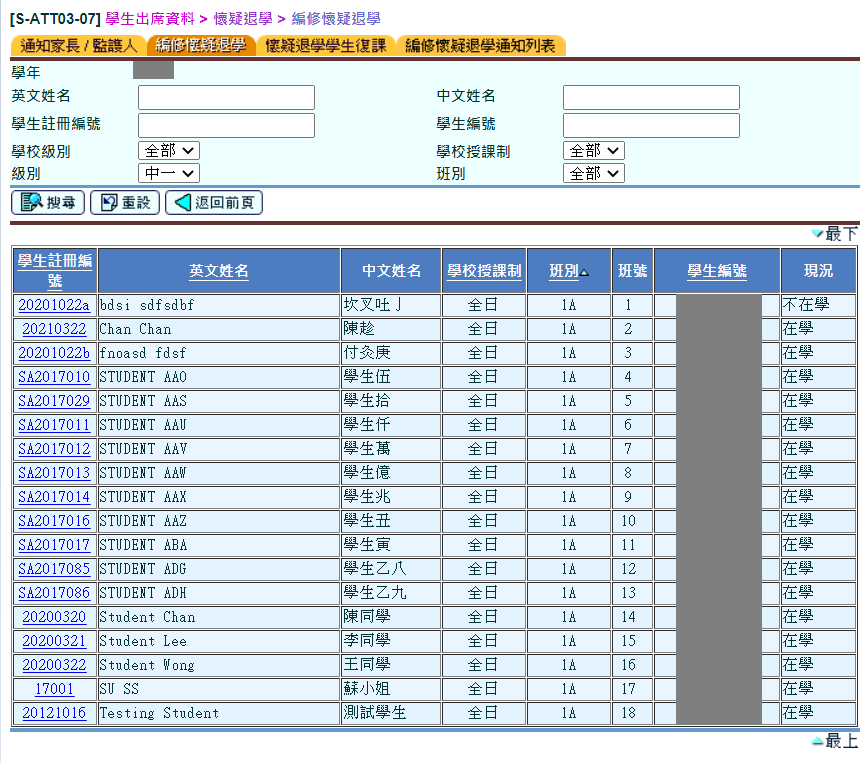 [S-ATT03-07] 學生出席資料 > 懷疑退學 > 編修懷疑退學
通知家長 / 監護人 編修懷疑退學 懷疑退學學生復課 編修懷疑退學通知列表
學年
英文姓名 中文姓名
學生註冊編號 學生編號
學校級別 全部 學校授課制 全部
級別 中一 班別 全部
搜尋 重設 返回前頁
最下
學生註冊編號 英文姓名 中文姓名 學校授課制 班別 班號 學生編號 現況
20201022a bdsi sdfsdbf 坎叉吐亅 全日 1A 1 不在學
20210322 Chan Chan 陳趁 全日 1A 2 在學
20201022b fnoasd fdsf 付灸庚 全日 1A 3 在學
SA2017010 STUDENT AAO 學生伍 全日 1A 4 在學
SA2017029 STUDENT AAS 學生拾 全日 1A 5 在學
SA2017011 STUDENT AAU 學生仟 全日 1A 6 在學
SA2017012 STUDENT AAV 學生萬 全日 1A 7 在學
SA2017013 STUDENT AAW 學生億 全日 1A 8 在學
SA2017014 STUDENT AAX 學生兆 全日 1A 9 在學
SA2017016 STUDENT AAZ 學生丑 全日 1A 10 在學
SA2017017 STUDENT ABA 學生寅 全日 1A 11 在學
SA2017085 STUDENT ADG 學生乙八 全日 1A 12 在學
SA2017086 STUDENT ADH 學生乙九 全日 1A 13 在學
20200320 Student Chan 陳同學 全日 1A 14 在學
20200321 Student Lee 李同學 全日 1A 15 在學
20200322 Student Wong 王同學 全日 1A 16 在學
17001 SU SS 蘇小姐 全日 1A 17 在學
20121016 Testing Student 測試學生 全日 1A 18 在學
最上